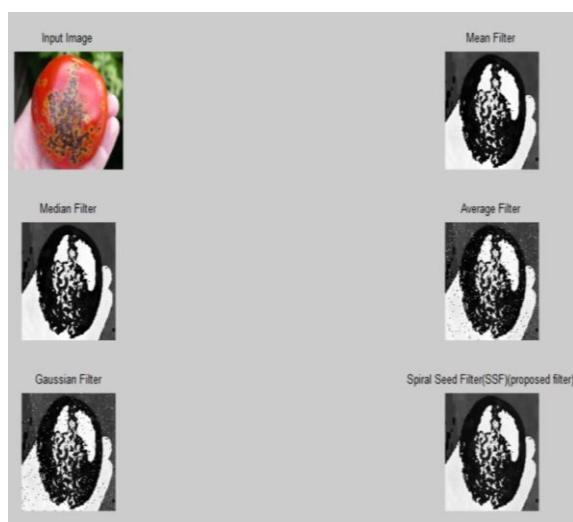 Input Image
Mean Filter
Median Filter
Average Filter
Gaussian Filter
Spiral Seed Filter(SSF)(proposed filter)